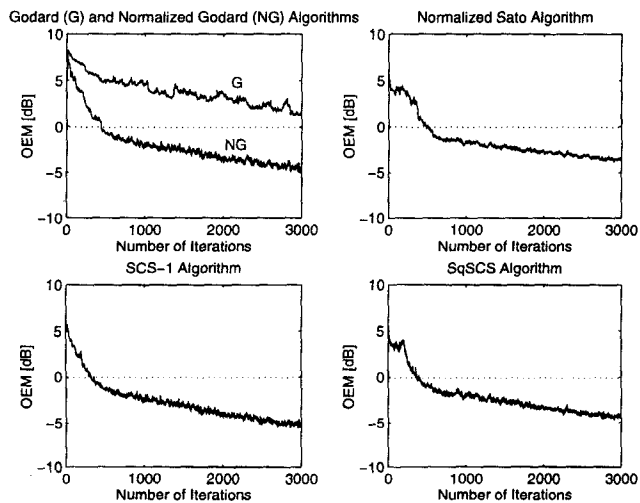 Godard (G) and Normalized Godard (NG) Algorithms
10
5
0
−5
−10
OEM [dB]
G
NG
0
1000
2000
3000
Number of Iterations
Normalized Sato Algorithm
10
5
0
−5
−10
OEM [dB]
0
1000
2000
3000
Number of Iterations
SCS−1 Algorithm
10
5
0
−5
−10
OEM [dB]
0
1000
2000
3000
Number of Iterations
SqSCS Algorithm
10
5
0
−5
−10
OEM [dB]
0
1000
2000
3000
Number of Iterations